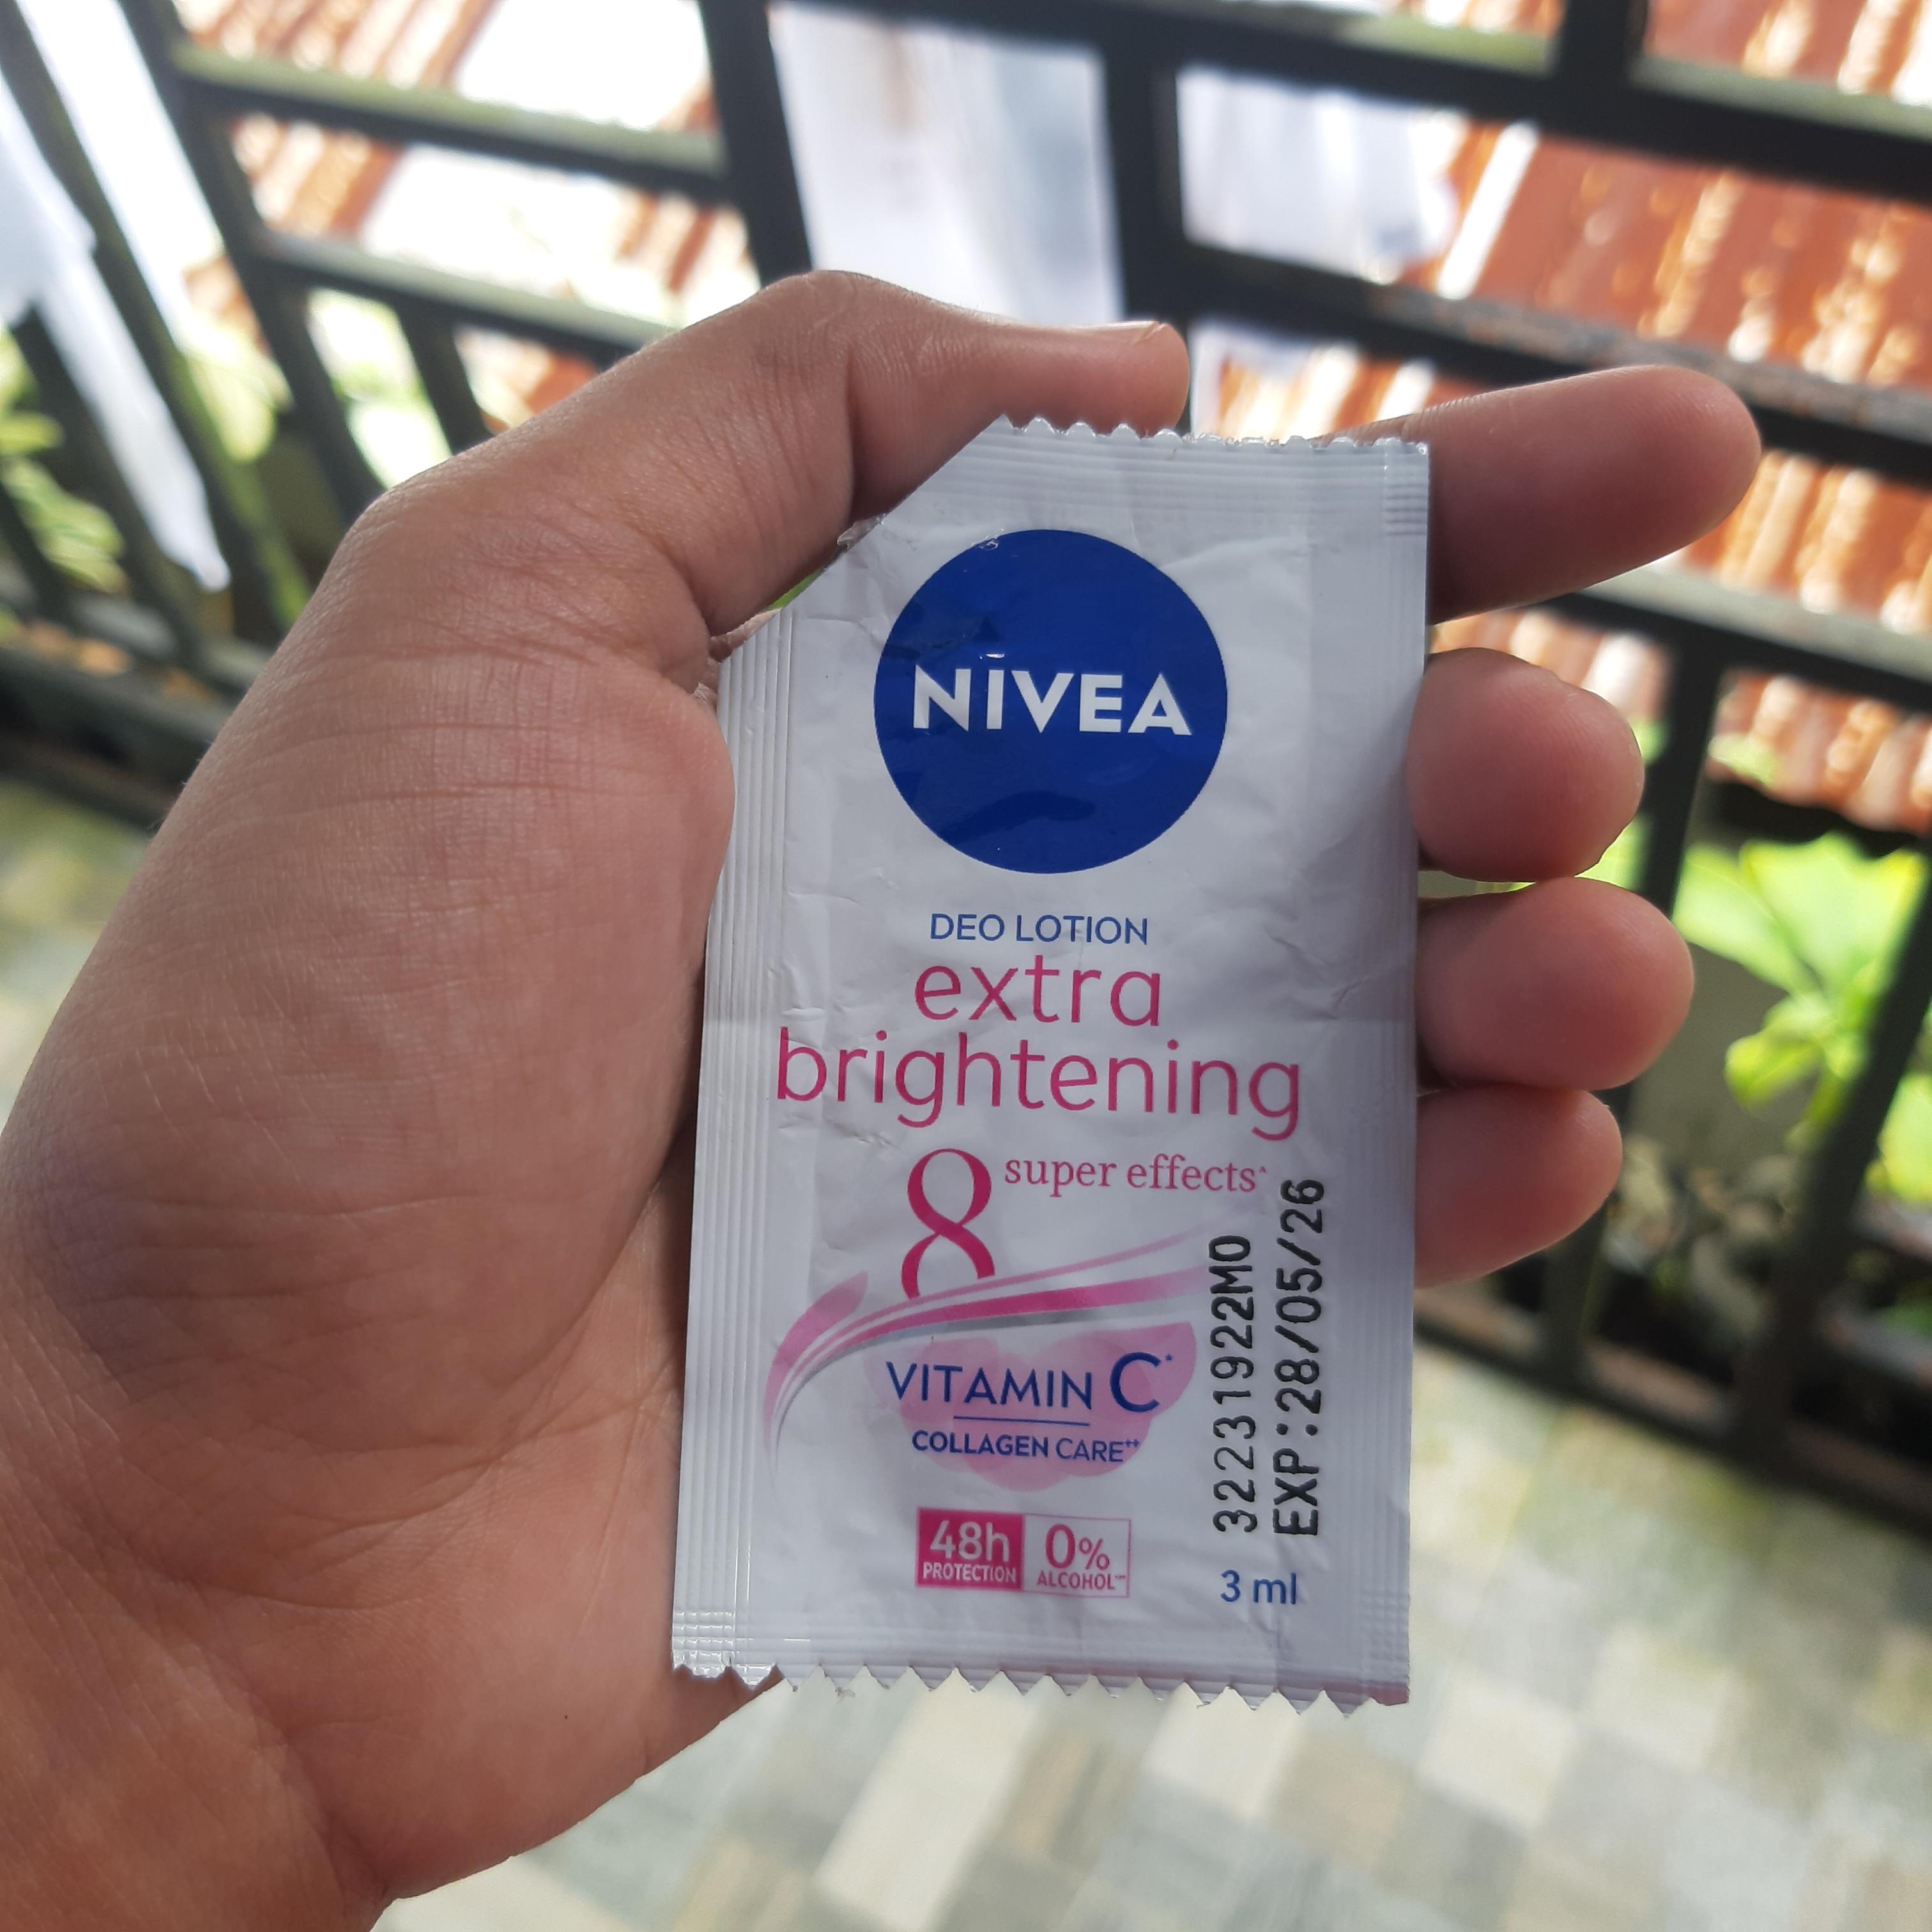 NIVEA
DEO LOTION
extra
brightening
8 super effects^
VITAMIN C*
COLLAGEN CARE**
48h
PROTECTION
0%
ALCOHOL~
32231922M0
EXP:28/05/26
3 ml